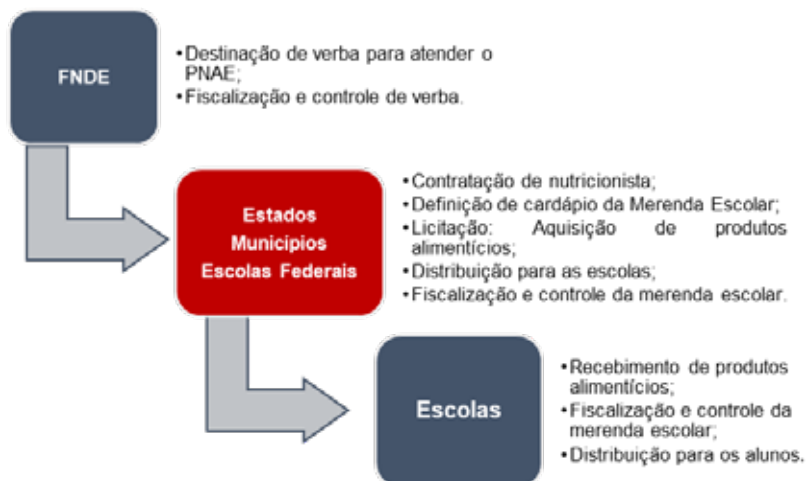 FNDE
•Destinação de verba para atender o
PNAE;
•Fiscalização e controle de verba.
Estados
Municípios
Escolas Federais
•Contratação de nutricionista;
•Definição de cardápio da Merenda Escolar;
•Licitação: Aquisição de produtos
alimentícios;
•Distribuição para as escolas;
•Fiscalização e controle da merenda escolar.
Escolas
•Recebimento de produtos
alimentícios;
•Fiscalização e controle da
merenda escolar;
•Distribuição para os alunos.